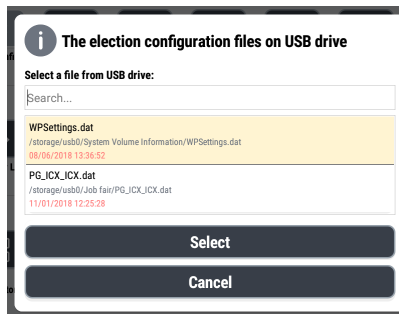 The election configuration files on USB drive
Select a file from USB drive:
Search...
WPSettings.dat
/storage/usb0/System Volume Information/WPSettings.dat
08/06/2018 13:36:52
PG_ICX_ICX.dat
/storage/usb0/Job fair/PG_ICX_ICX.dat
11/01/2018 12:25:28
Select
Cancel